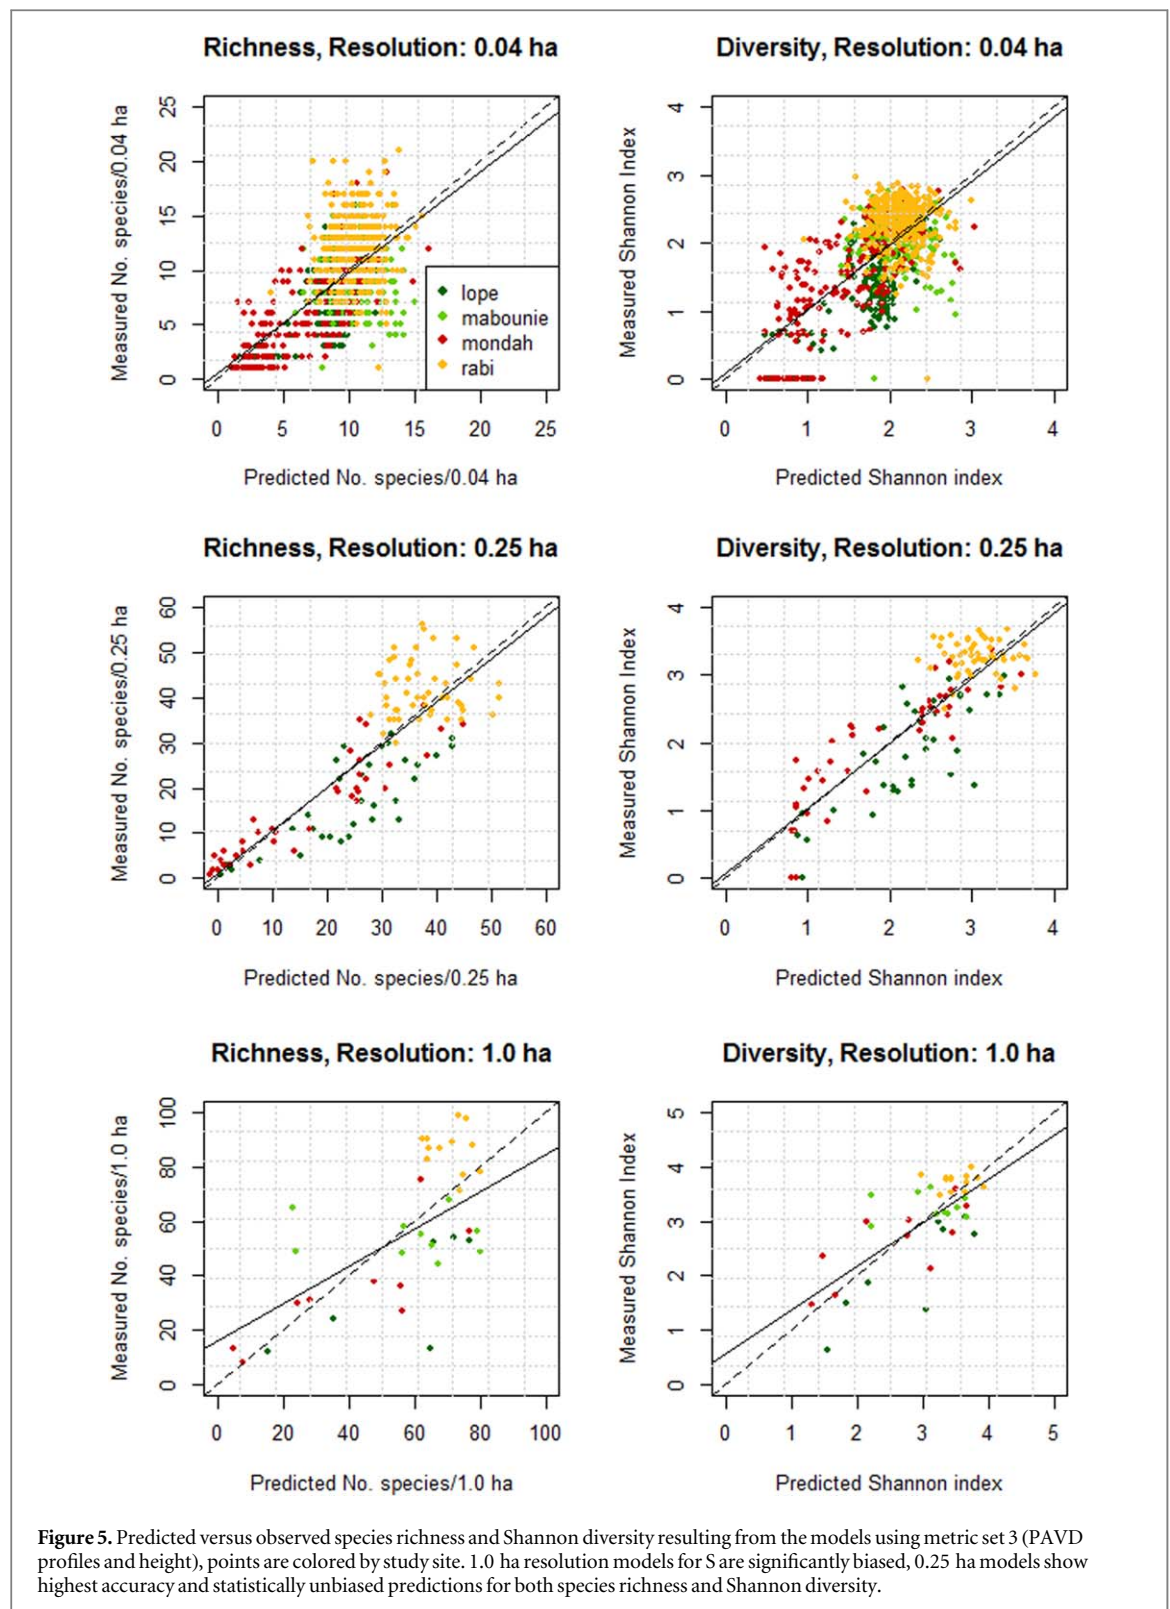 Richness, Resolution: 0.04 ha
Measured No. species/0.04 ha
25
20
15
10
5
0
lope
mabounie
mondah
rabi
0 5 10 15 20 25
Predicted No. species/0.04 ha
Diversity, Resolution: 0.04 ha
Measured Shannon Index
4
3
2
1
0
0 1 2 3 4
Predicted Shannon index
Richness, Resolution: 0.25 ha
Measured No. species/0.25 ha
60
50
40
30
20
10
0
0 10 20 30 40 50 60
Predicted No. species/0.25 ha
Diversity, Resolution: 0.25 ha
Measured Shannon Index
4
3
2
1
0
0 1 2 3 4
Predicted Shannon index
Richness, Resolution: 1.0 ha
Measured No. species/1.0 ha
100
80
60
40
20
0
0 20 40 60 80 100
Predicted No. species/1.0 ha
Diversity, Resolution: 1.0 ha
Measured Shannon Index
5
4
3
2
1
0
0 1 2 3 4 5
Predicted Shannon index
Figure 5. Predicted versus observed species richness and Shannon diversity resulting from the models using metric set 3 (PAVD
profiles and height), points are colored by study site. 1.0 ha resolution models for S are significantly biased, 0.25 ha models show
highest accuracy and statistically unbiased predictions for both species richness and Shannon diversity.